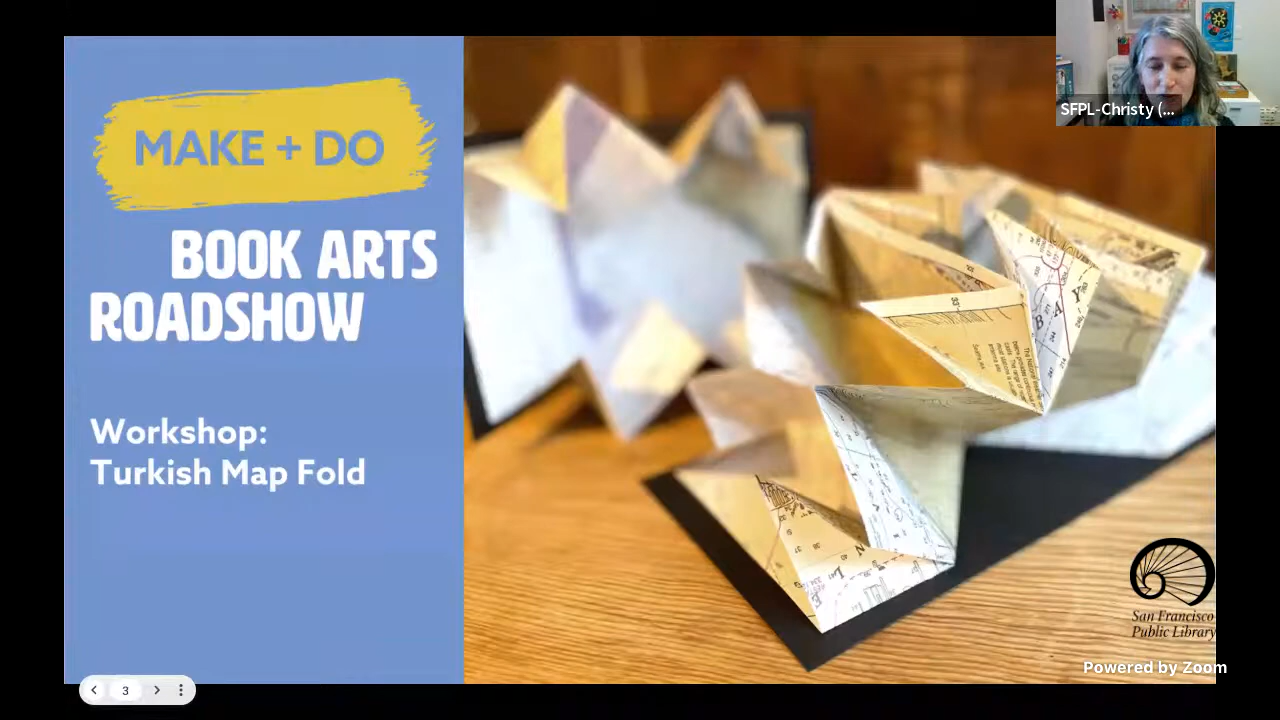 MAKE + DO
BOOK ARTS
ROADSHOW
Workshop:
Turkish Map Fold
SFPL-Christy (...
B
A
Y
33'
San Francisco
Public Library
Powered by Zoom
3